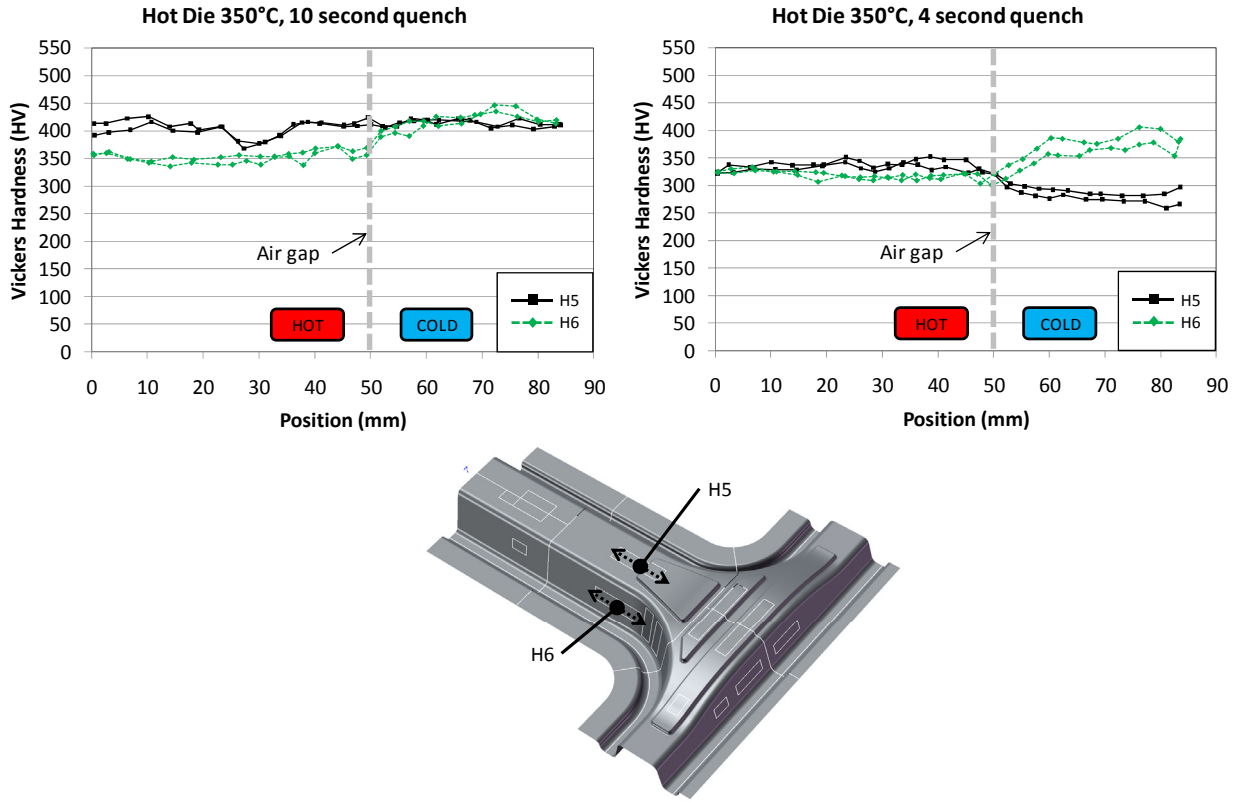 Hot Die 350°C, 10 second quench
550
500
450
400
350
300
250
200
150
100
50
0
Vickers Hardness (HV)
Air gap
H5
H6
HOT
COLD
0 10 20 30 40 50 60 70 80 90
Position (mm)
Hot Die 350°C, 4 second quench
550
500
450
400
350
300
250
200
150
100
50
0
Vickers Hardness (HV)
Air gap
H5
H6
HOT
COLD
0 10 20 30 40 50 60 70 80 90
Position (mm)
H5
H6